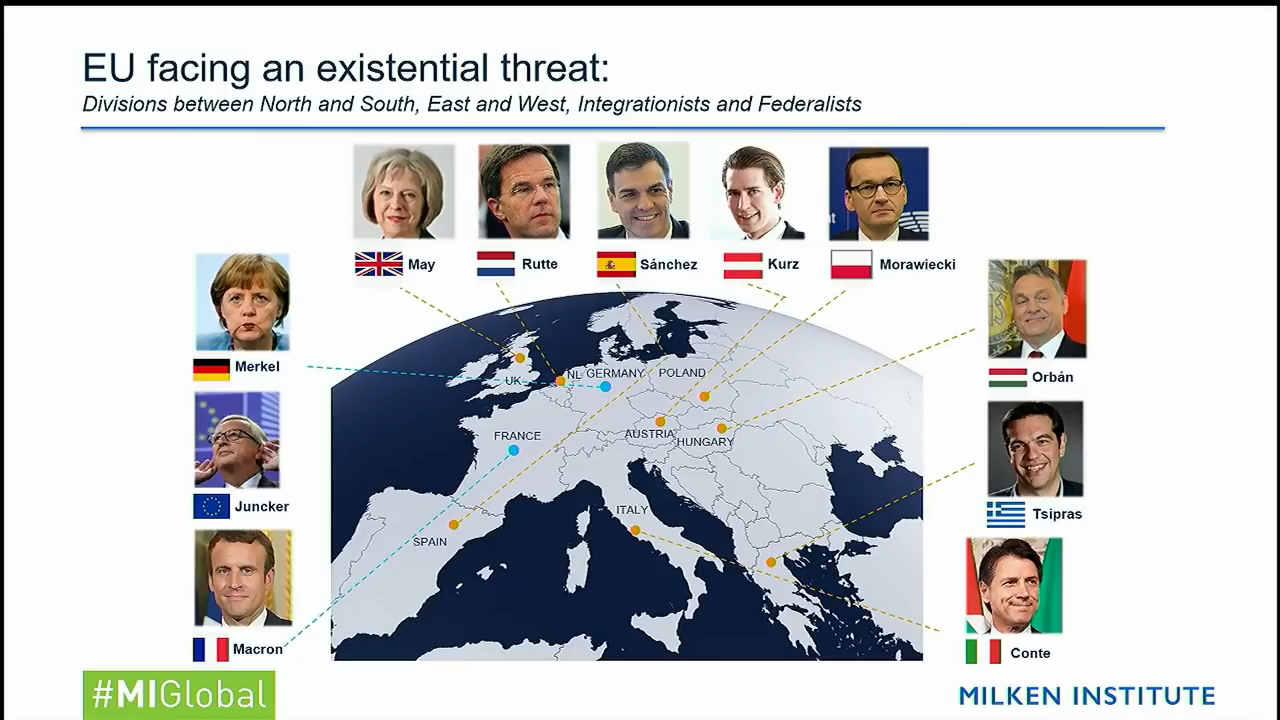 EU facing an existential threat:
Divisions between North and South, East and West, Integrationists and Federalists
May
Rutte
Sánchez
Kurz
Morawiecki
Merkel
Orbán
Juncker
Tsipras
Macron
Conte
UK
NL
GERMANY
POLAND
FRANCE
AUSTRIA
HUNGARY
ITALY
SPAIN
#MIGlobal
MILKEN INSTITUTE